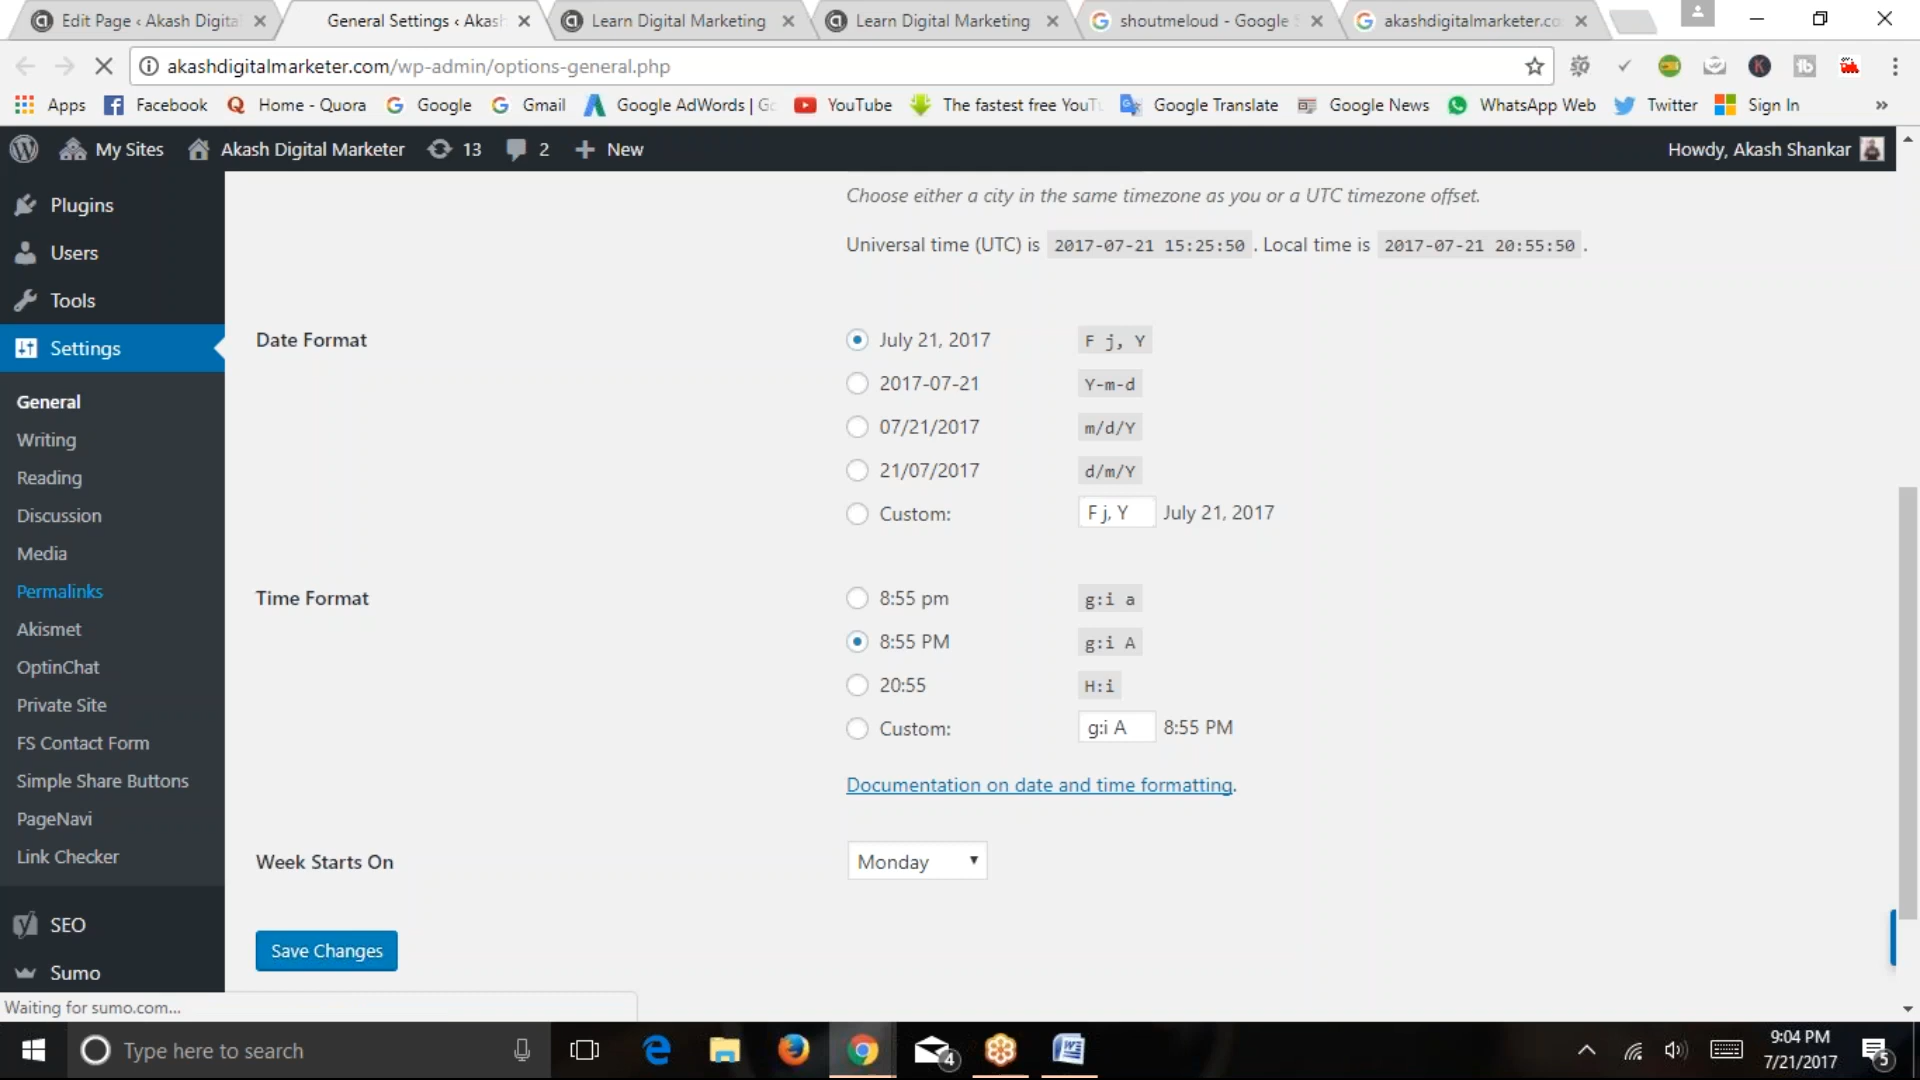 Edit Page ‹ Akash Digita
General Settings ‹ Akash
Learn Digital Marketing
Learn Digital Marketing
shoutmeloud - Google S
akashdigitalmarketer.co
akashdigitalmarketer.com/wp-admin/options-general.php
Apps
Facebook
Home - Quora
Google
Gmail
Google AdWords | Go
YouTube
The fastest free YouTu
Google Translate
Google News
WhatsApp Web
Twitter
Sign In
»
My Sites
Akash Digital Marketer
13
2
New
Howdy, Akash Shankar
Plugins
Users
Tools
Settings
General
Writing
Reading
Discussion
Media
Permalinks
Akismet
OptinChat
Private Site
FS Contact Form
Simple Share Buttons
PageNavi
Link Checker
SEO
Sumo
Choose either a city in the same timezone as you or a UTC timezone offset.
Universal time (UTC) is 2017-07-21 15:25:50 . Local time is 2017-07-21 20:55:50 .
Date Format
July 21, 2017 F j, Y
2017-07-21 Y-m-d
07/21/2017 m/d/Y
21/07/2017 d/m/Y
Custom: F j, Y July 21, 2017
Time Format
8:55 pm g:i a
8:55 PM g:i A
20:55 H:i
Custom: g:i A 8:55 PM
Documentation on date and time formatting.
Week Starts On
Monday
Save Changes
Waiting for sumo.com...
Type here to search
4
9:04 PM
7/21/2017
5